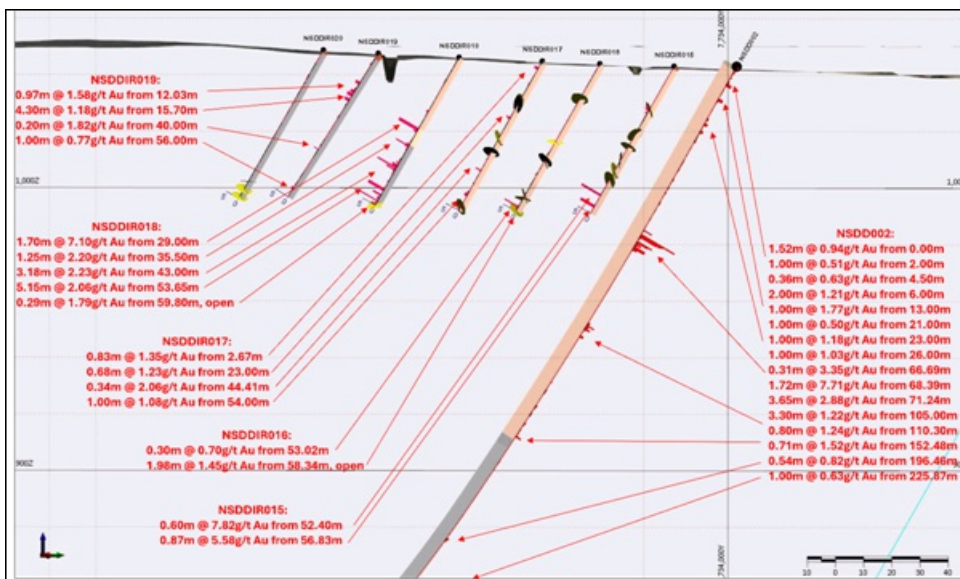 NSDDIR020
NSDDIR019
NSDDIR018
NSDDIR017
NSDDIR016
NSDDIR015
NSDD002
NSDDIR019:
0.97m @ 1.58g/t Au from 12.03m
4.30m @ 1.18g/t Au from 15.70m
0.20m @ 1.82g/t Au from 40.00m
1.00m @ 0.77g/t Au from 56.00m
1,000Z
NSDDIR018:
1.70m @ 7.10g/t Au from 29.00m
1.25m @ 2.20g/t Au from 35.50m
3.18m @ 2.23g/t Au from 43.00m
5.15m @ 2.06g/t Au from 53.65m
0.29m @ 1.79g/t Au from 59.80m, open
NSDDIR017:
0.83m @ 1.35g/t Au from 2.67m
0.68m @ 1.23g/t Au from 23.00m
0.34m @ 2.06g/t Au from 44.41m
1.00m @ 1.08g/t Au from 54.00m
NSDDIR016:
0.30m @ 0.70g/t Au from 53.02m
1.98m @ 1.45g/t Au from 58.34m, open
900Z
NSDDIR015:
0.60m @ 7.82g/t Au from 52.40m
0.87m @ 5.58g/t Au from 56.83m
NSDD002:
1.52m @ 0.94g/t Au from 0.00m
1.00m @ 0.51g/t Au from 2.00m
0.36m @ 0.63g/t Au from 4.50m
2.00m @ 1.21g/t Au from 6.00m
1.00m @ 1.77g/t Au from 13.00m
1.00m @ 0.50g/t Au from 21.00m
1.00m @ 1.18g/t Au from 23.00m
1.00m @ 1.03g/t Au from 26.00m
0.31m @ 3.35g/t Au from 66.69m
1.72m @ 7.71g/t Au from 68.39m
3.65m @ 2.88g/t Au from 71.24m
3.30m @ 1.22g/t Au from 105.00m
0.80m @ 1.24g/t Au from 110.30m
0.71m @ 1.52g/t Au from 152.48m
0.54m @ 0.82g/t Au from 196.46m
1.00m @ 0.63g/t Au from 225.87m
7,734,000Y
7,734,000Y
10 0 10 20 30 40 50